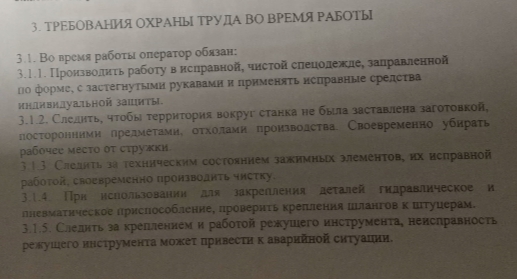 3. ТРЕБОВАНИЯ ОХРАНЫ ТРУДА ВО ВРЕМЯ РАБОТЫ
3.1. Во время работы оператор обязан:
3.1.1. Производить работу в исправной, чистой спецодежде, заправленной
по форме, с застегнутыми рукавами и применять исправные средства
индивидуальной защиты.
3.1.2. Следить, чтобы территория вокруг станка не была заставлена заготовкой,
посторонними предметами, отходами производства. Своевременно убирать
рабочее место от стружки.
3.1.3 Следить за техническим состоянием зажимных элементов, их исправной
работой, своевременно производить чистку.
3.1.4. При использовании для закрепления деталей гидравлическое и
пневматическое приспособление, проверить крепления шлангов к штуцерам.
3.1.5. Следить за креплением и работой режущего инструмента, неисправность
режущего инструмента может привести к аварийной ситуации.